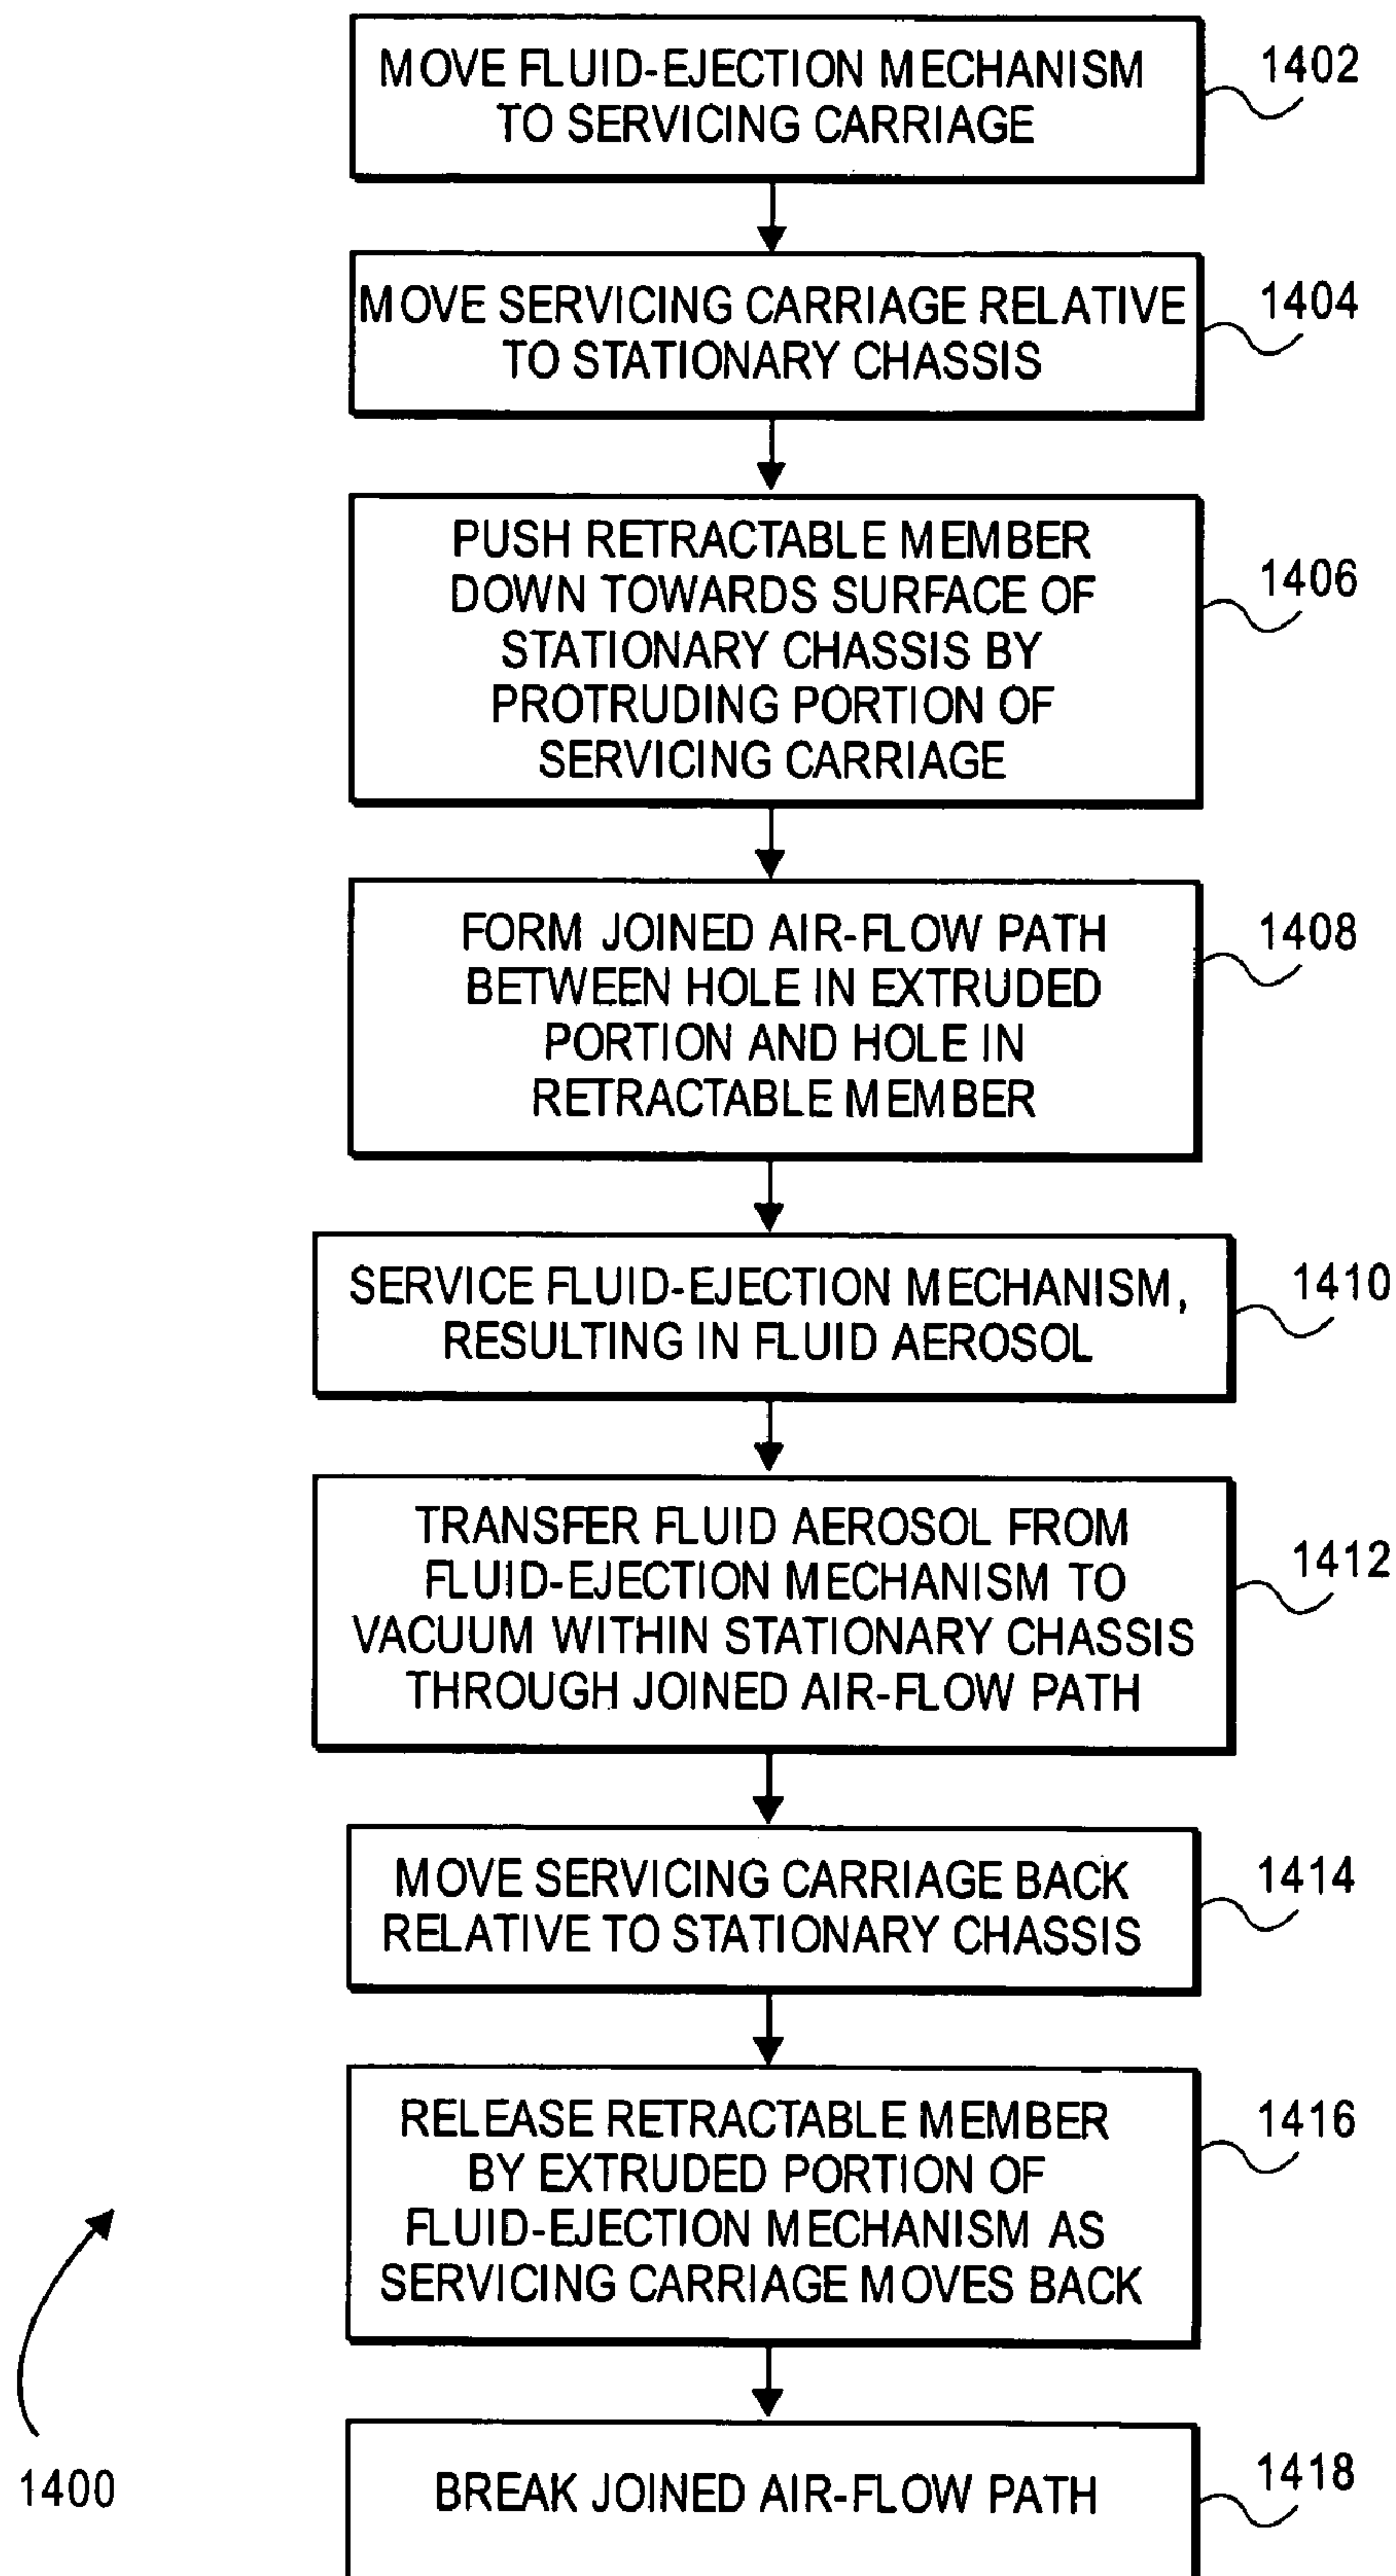 MOVE FLUID-EJECTION MECHANISM
TO SERVICING CARRIAGE
1402
MOVE SERVICING CARRIAGE RELATIVE
TO STATIONARY CHASSIS
1404
PUSH RETRACTABLE MEMBER
DOWN TOWARDS SURFACE OF
STATIONARY CHASSIS BY
PROTRUDING PORTION OF
SERVICING CARRIAGE
1406
FORM JOINED AIR-FLOW PATH
BETWEEN HOLE IN EXTRUDED
PORTION AND HOLE IN
RETRACTABLE MEMBER
1408
SERVICE FLUID-EJECTION MECHANISM,
RESULTING IN FLUID AEROSOL
1410
TRANSFER FLUID AEROSOL FROM
FLUID-EJECTION MECHANISM TO
VACUUM WITHIN STATIONARY CHASSIS
THROUGH JOINED AIR-FLOW PATH
1412
MOVE SERVICING CARRIAGE BACK
RELATIVE TO STATIONARY CHASSIS
1414
RELEASE RETRACTABLE MEMBER
BY EXTRUDED PORTION OF
FLUID-EJECTION MECHANISM AS
SERVICING CARRIAGE MOVES BACK
1416
BREAK JOINED AIR-FLOW PATH
1418
1400